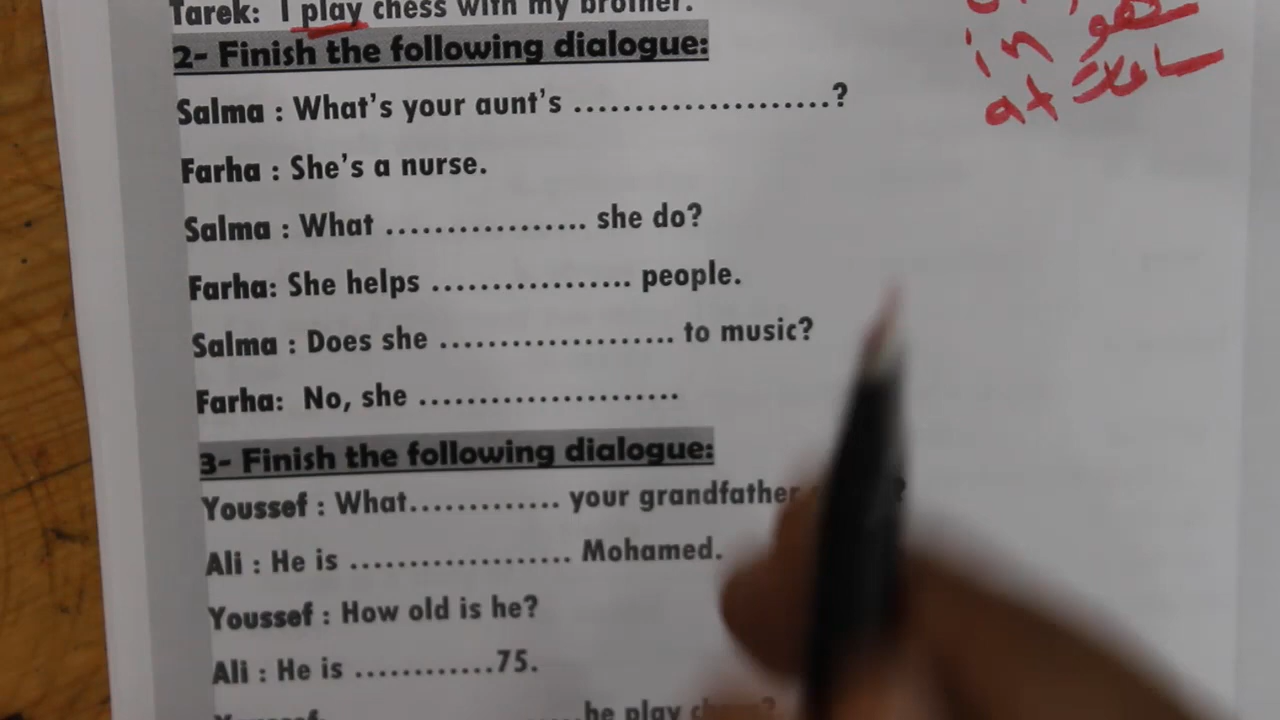 Tarek: I play chess with my brother.
2- Finish the following dialogue:
Salma : What's your aunt's ......................?
Farha : She's a nurse.
Salma : What ................. she do?
Farha: She helps ................. people.
Salma : Does she .................... to music?
Farha: No, she ......................
3- Finish the following dialogue:
Youssef : What............. your grandfather
Ali : He is ................... Mohamed.
Youssef : How old is he?
Ali : He is ............75.
he play
in
at ساعات